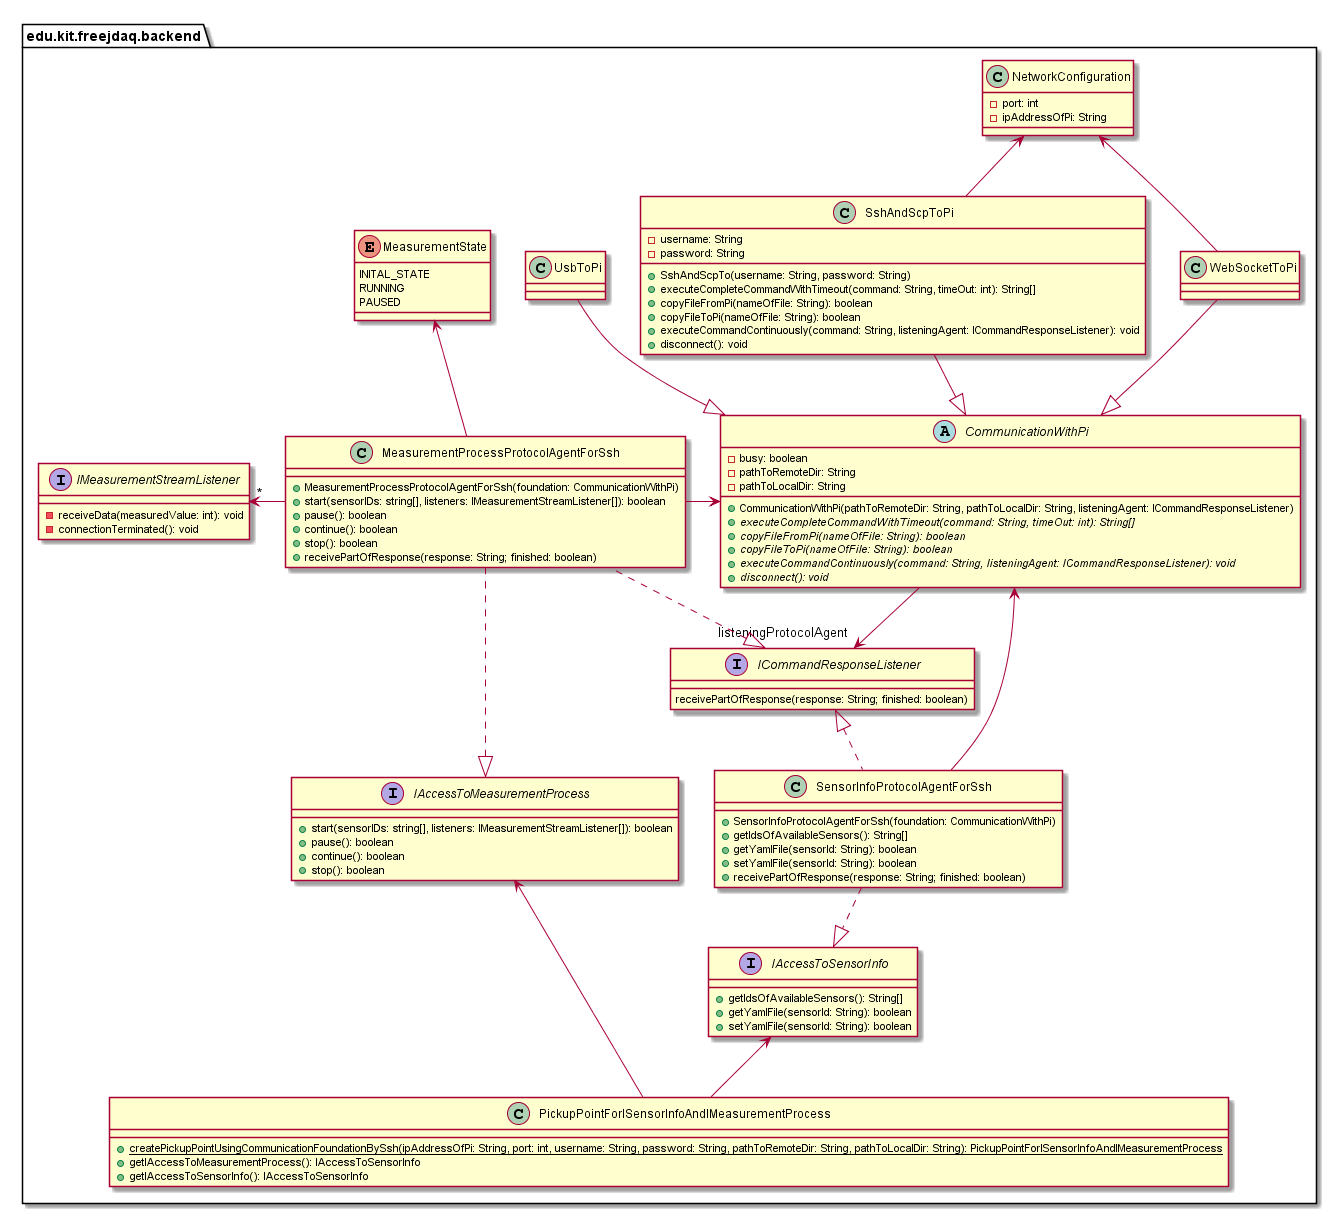 edu.kit.freejdaq.backend
C NetworkConfiguration
port: int
ipAddressOfPi: String
C SshAndScpToPi
username: String
password: String
SshAndScpTo(username: String, password: String)
executeCompleteCommandWithTimeout(command: String, timeOut: int): String[]
copyFileFromPi(nameOfFile: String): boolean
copyFileToPi(nameOfFile: String): boolean
executeCommandContinuously(command: String, listeningAgent: ICommandResponseListener): void
disconnect(): void
E MeasurementState
INITAL_STATE
RUNNING
PAUSED
C UsbToPi
C WebSocketToPi
A CommunicationWithPi
busy: boolean
pathToRemoteDir: String
pathToLocalDir: String
CommunicationWithPi(pathToRemoteDir: String, pathToLocalDir: String, listeningAgent: ICommandResponseListener)
executeCompleteCommandWithTimeout(command: String, timeOut: int): String[]
copyFileFromPi(nameOfFile: String): boolean
copyFileToPi(nameOfFile: String): boolean
executeCommandContinuously(command: String, listeningAgent: ICommandResponseListener): void
disconnect(): void
C MeasurementProcessProtocolAgentForSsh
MeasurementProcessProtocolAgentForSsh(foundation: CommunicationWithPi)
start(sensorIDs: string[], listeners: IMeasurementStreamListener[]): boolean
pause(): boolean
continue(): boolean
stop(): boolean
receivePartOfResponse(response: String; finished: boolean)
I IMeasurementStreamListener
receiveData(measuredValue: int): void
connectionTerminated(): void
*
listeningProtocolAgent
I ICommandResponseListener
receivePartOfResponse(response: String; finished: boolean)
I IAccessToMeasurementProcess
start(sensorIDs: string[], listeners: IMeasurementStreamListener[]): boolean
pause(): boolean
continue(): boolean
stop(): boolean
C SensorInfoProtocolAgentForSsh
SensorInfoProtocolAgentForSsh(foundation: CommunicationWithPi)
getIdsOfAvailableSensors(): String[]
getYamlFile(sensorId: String): boolean
setYamlFile(sensorId: String): boolean
receivePartOfResponse(response: String; finished: boolean)
I IAccessToSensorInfo
getIdsOfAvailableSensors(): String[]
getYamlFile(sensorId: String): boolean
setYamlFile(sensorId: String): boolean
C PickupPointForISensorInfoAndIMeasurementProcess
createPickupPointUsingCommunicationFoundationBySsh(ipAddressOfPi: String, port: int, username: String, password: String, pathToRemoteDir: String, pathToLocalDir: String): PickupPointForISensorInfoAndIMeasurementProcess
getIAccessToMeasurementProcess(): IAccessToSensorInfo
getIAccessToSensorInfo(): IAccessToSensorInfo